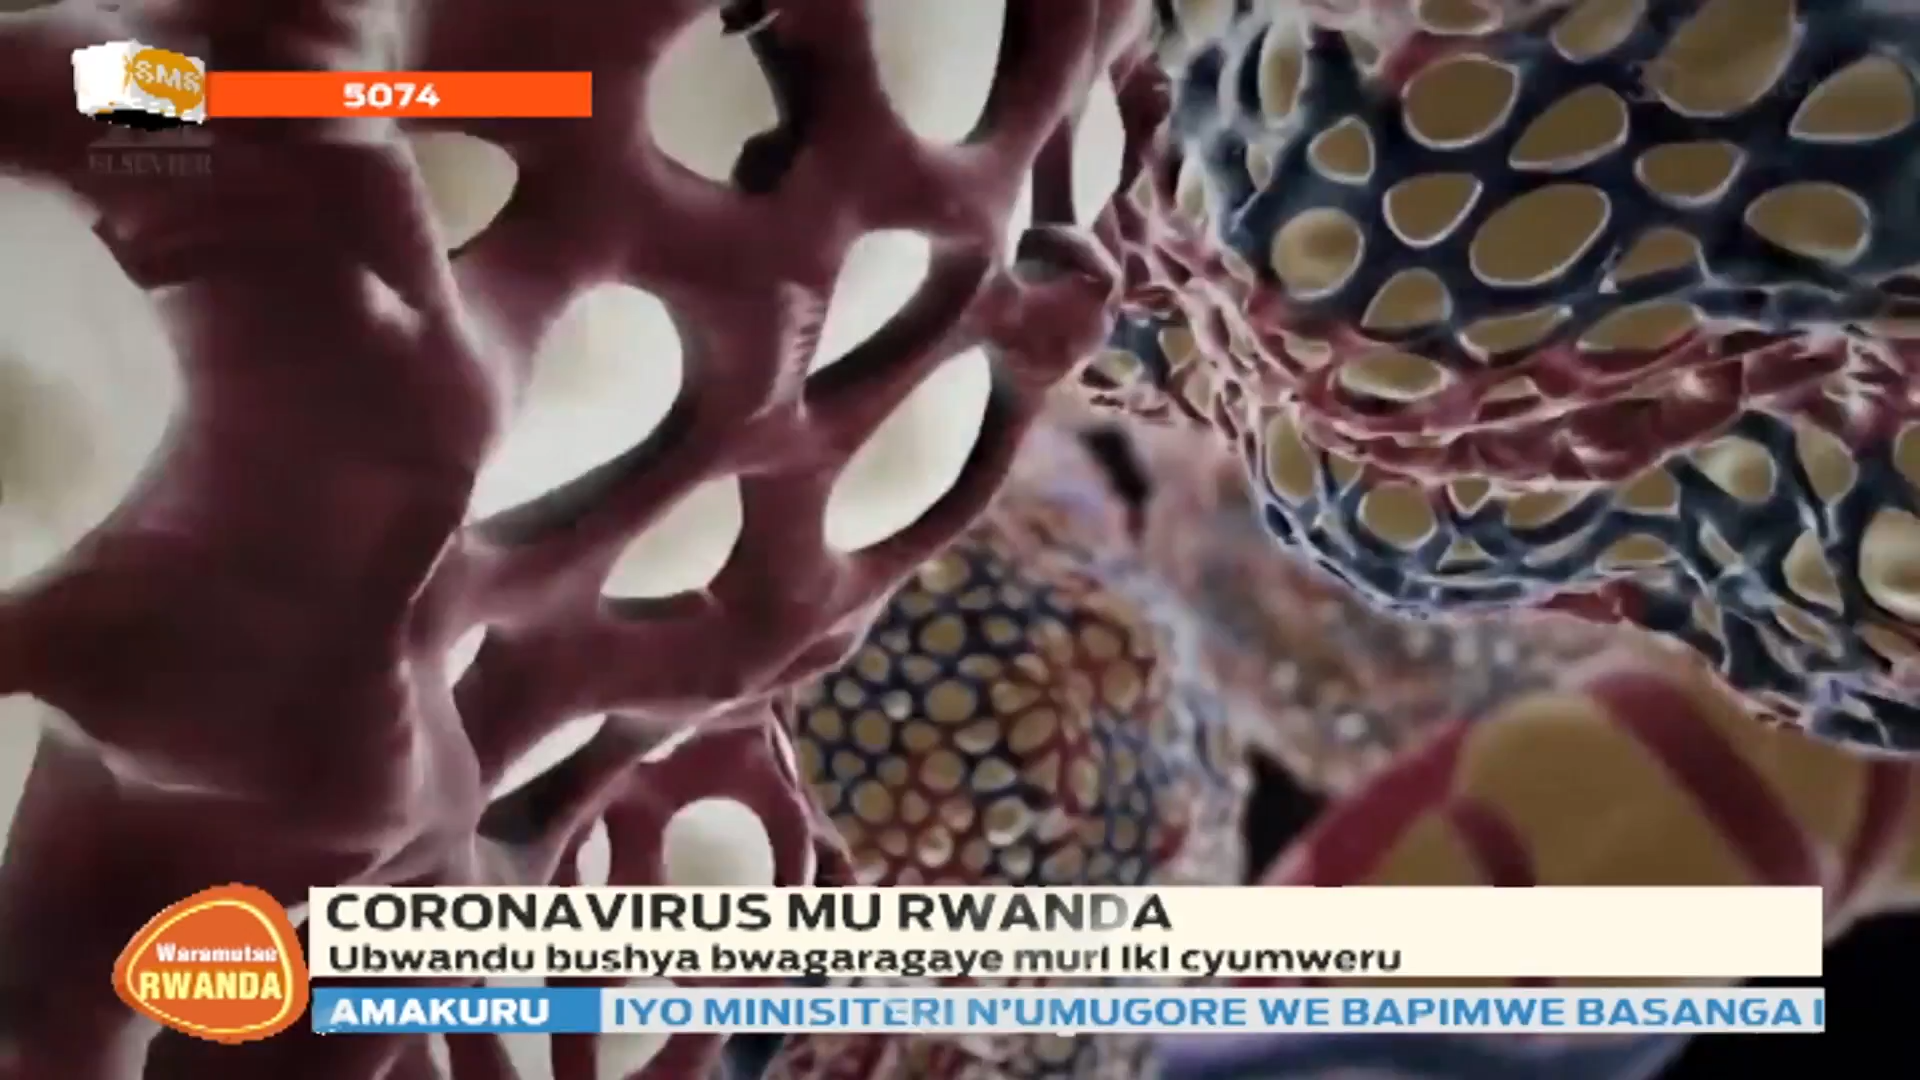 SMS
5074
ELSEVIER
CORONAVIRUS MU RWANDA
Ubwandu bushya bwagaragaye muri iki cyumweru
Waramutse
RWANDA
AMAKURU
IYO MINISITERI N'UMUGORE WE BAPIMWE BASANGA